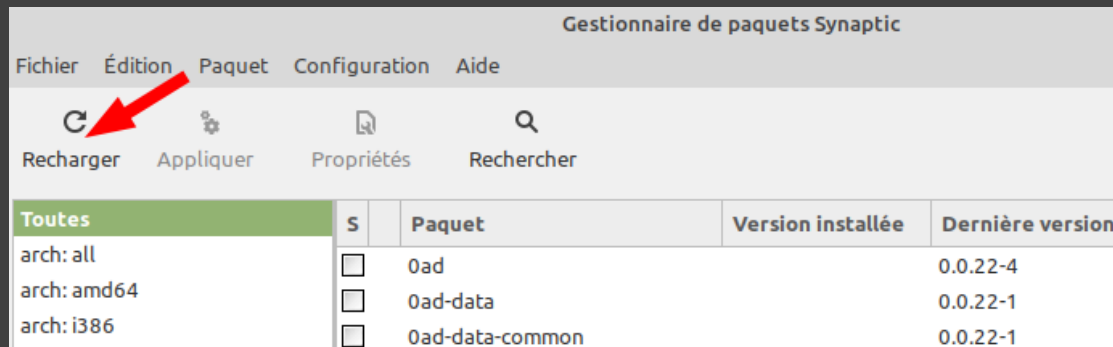 Gestionnaire de paquets Synaptic
Fichier Édition Paquet Configuration Aide
Recharger Appliquer Propriétés Rechercher
Toutes S Paquet Version installée Dernière version
arch: all 0ad 0.0.22-4
arch: amd64 0ad-data 0.0.22-1
arch: i386 0ad-data-common 0.0.22-1